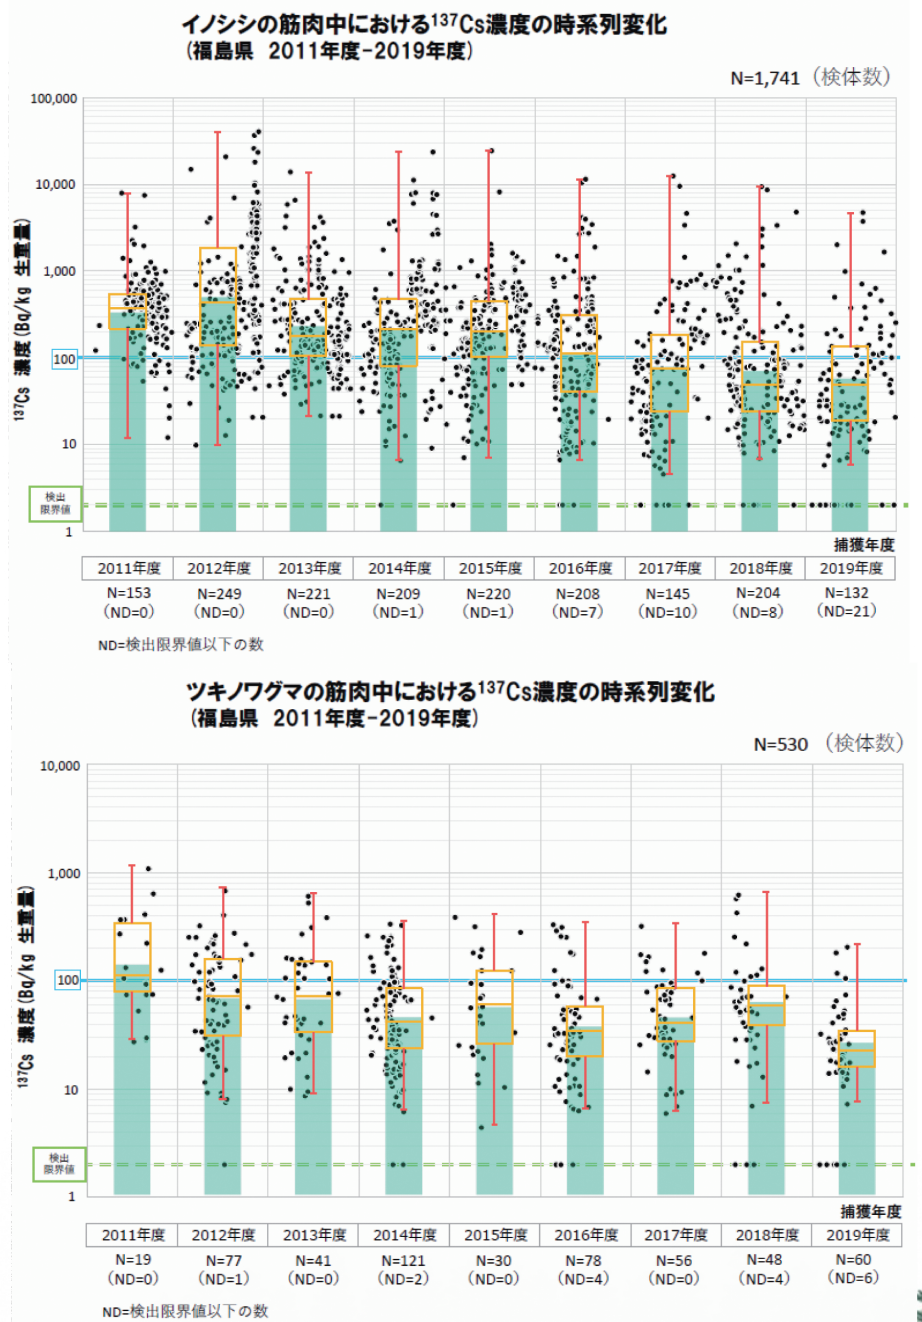 イノシシの筋肉中における¹³⁷Cs濃度の時系列変化
(福島県 2011年度-2019年度)
N=1,741（検体数）
¹³⁷Cs 濃度(Bq/kg 生重量)
100,000
10,000
1,000
100
10
検出
限界値
1
捕獲年度
2011年度 2012年度 2013年度 2014年度 2015年度 2016年度 2017年度 2018年度 2019年度
N=153 N=249 N=221 N=209 N=220 N=208 N=145 N=204 N=132
(ND=0) (ND=0) (ND=0) (ND=1) (ND=1) (ND=7) (ND=10) (ND=8) (ND=21)
ND=検出限界値以下の数
ツキノワグマの筋肉中における¹³⁷Cs濃度の時系列変化
(福島県 2011年度-2019年度)
N=530（検体数）
¹³⁷Cs 濃度(Bq/kg 生重量)
10,000
1,000
100
10
検出
限界値
1
捕獲年度
2011年度 2012年度 2013年度 2014年度 2015年度 2016年度 2017年度 2018年度 2019年度
N=19 N=77 N=41 N=121 N=30 N=78 N=56 N=48 N=60
(ND=0) (ND=1) (ND=0) (ND=2) (ND=0) (ND=4) (ND=0) (ND=4) (ND=6)
ND=検出限界値以下の数